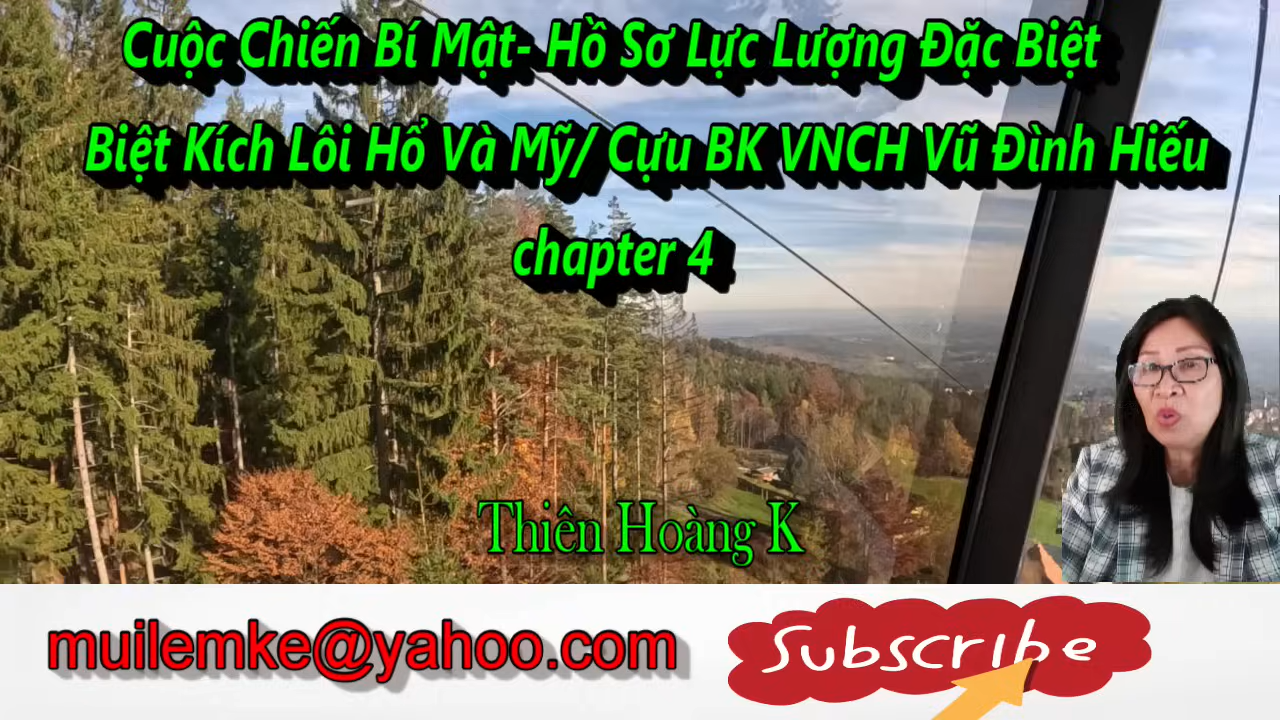 Cuộc Chiến Bí Mật- Hồ Sơ Lực Lượng Đặc Biệt
Biệt Kích Lôi Hổ Và Mỹ/ Cựu BK VNCH Vũ Đình Hiếu
chapter 4
Thiên Hoàng K
muilemke@yahoo.com
Subscribe